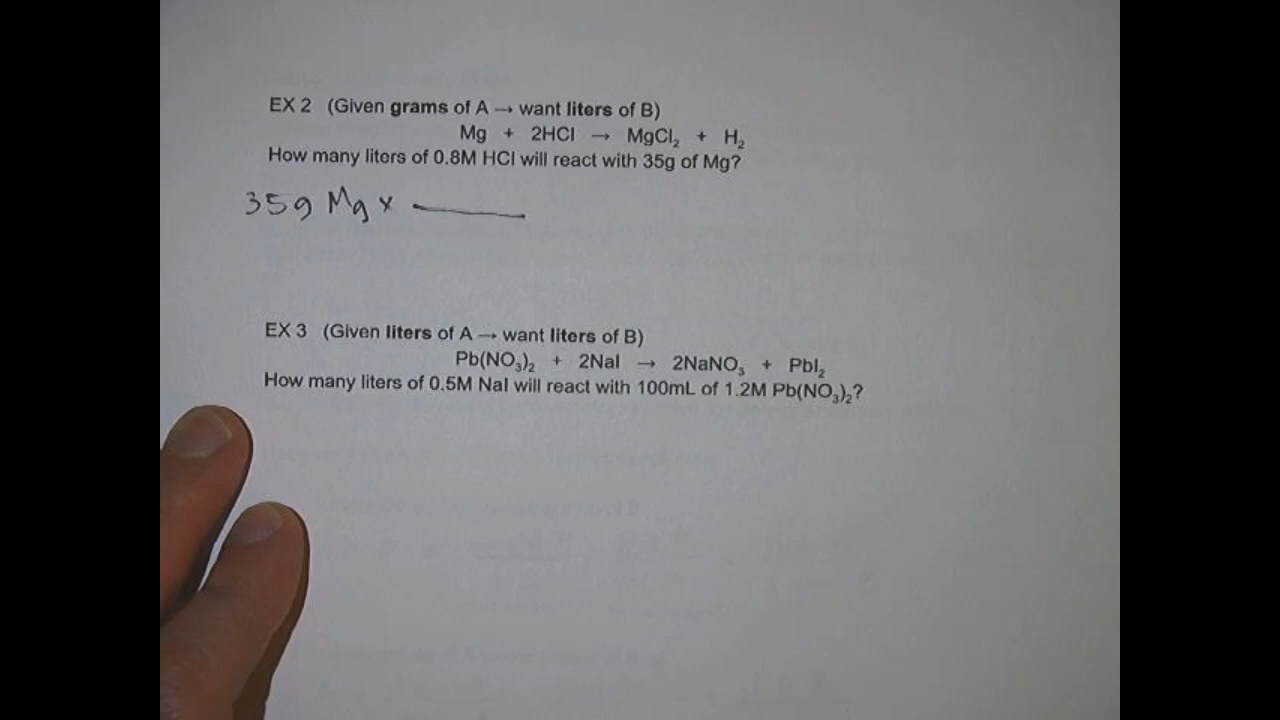 EX 2 (Given grams of A → want liters of B)
Mg + 2HCl → MgCl₂ + H₂
How many liters of 0.8M HCl will react with 35g of Mg?
35g Mg x
EX 3 (Given liters of A → want liters of B)
Pb(NO₃)₂ + 2NaI → 2NaNO₃ + PbI₂
How many liters of 0.5M NaI will react with 100mL of 1.2M Pb(NO₃)₂?